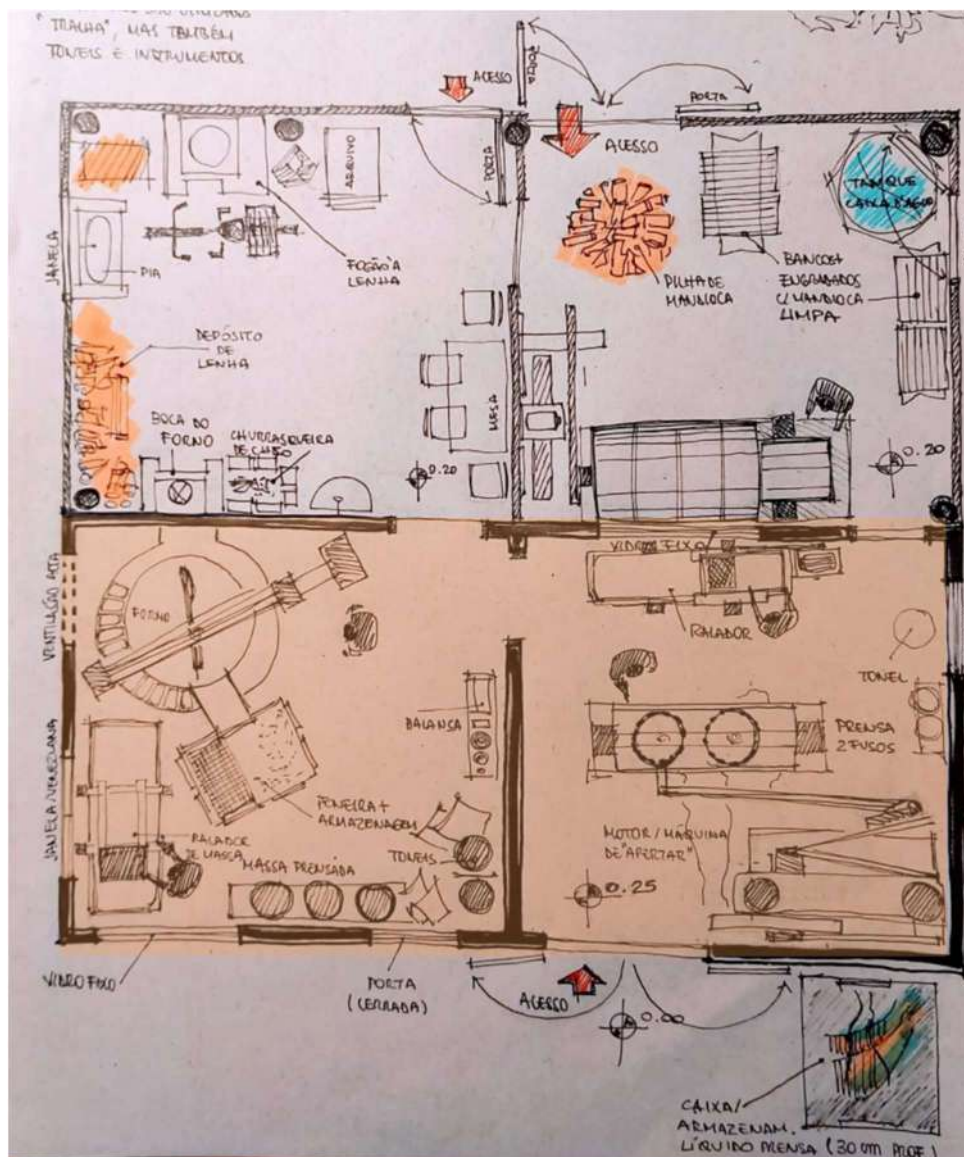 "TRALHA", MAS TAMBÉM
TONEIS E INSTRUMENTOS
ACESSO
PORTA
PORTA
ACESSO
ARQUIVO
PORTA
TANQUE
CAIXA D'ÁGUA
JANELA
PIA
FOGÃO À
LENHA
PILHA DE
MANDIOCA
BANCOS+
ENGRADADOS
C/ MANDIOCA
LIMPA
DEPÓSITO
DE
LENHA
BOCA DO
FORNO
CHURRASQUEIRA
DE CHÃO
MESA
0.20
0.20
VIDRO FIXO
VENTILAÇÃO ALTA
FORNO
RALADOR
TONEL
BALANSA
PRENSA
2 FUSOS
JANELA/VENEZIANA
PENEIRA+
ARMAZENAGEM
RALADOR
DE MASSA
MASSA PRENSADA
TONEIS
MOTOR/MÁQUINA
DE "APERTAR"
0.25
VIDRO FIXO
PORTA
(CERRADA)
ACESSO
0.00
CAIXA/
ARMAZENAM.
LÍQUIDO PRENSA (30 cm PROF.)